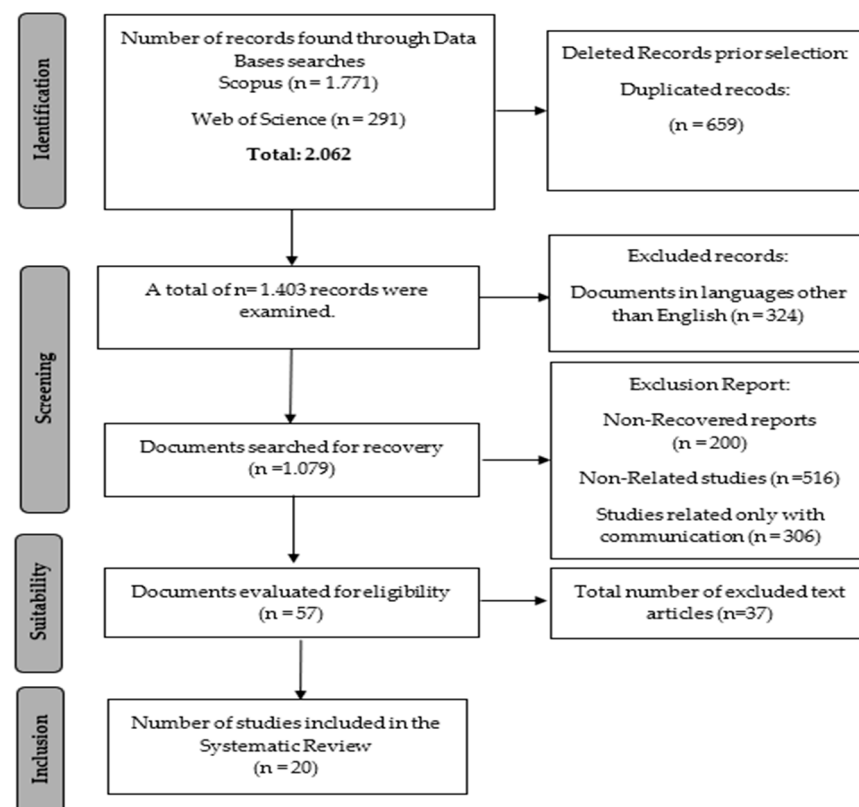 Identification
Number of records found through Data
Bases searches
Scopus (n = 1.771)
Web of Science (n = 291)
Total: 2.062
Deleted Records prior selection:
Duplicated recods:
(n = 659)
Screening
A total of n= 1.403 records were
examined.
Excluded records:
Documents in languages other
than English (n = 324)
Documents searched for recovery
(n =1.079)
Exclusion Report:
Non-Recovered reports
(n = 200)
Non-Related studies (n=516)
Studies related only with
communication (n = 306)
Suitability
Documents evaluated for eligibility
(n = 57)
Total number of excluded text
articles (n=37)
Inclusion
Number of studies included in the
Systematic Review
(n = 20)